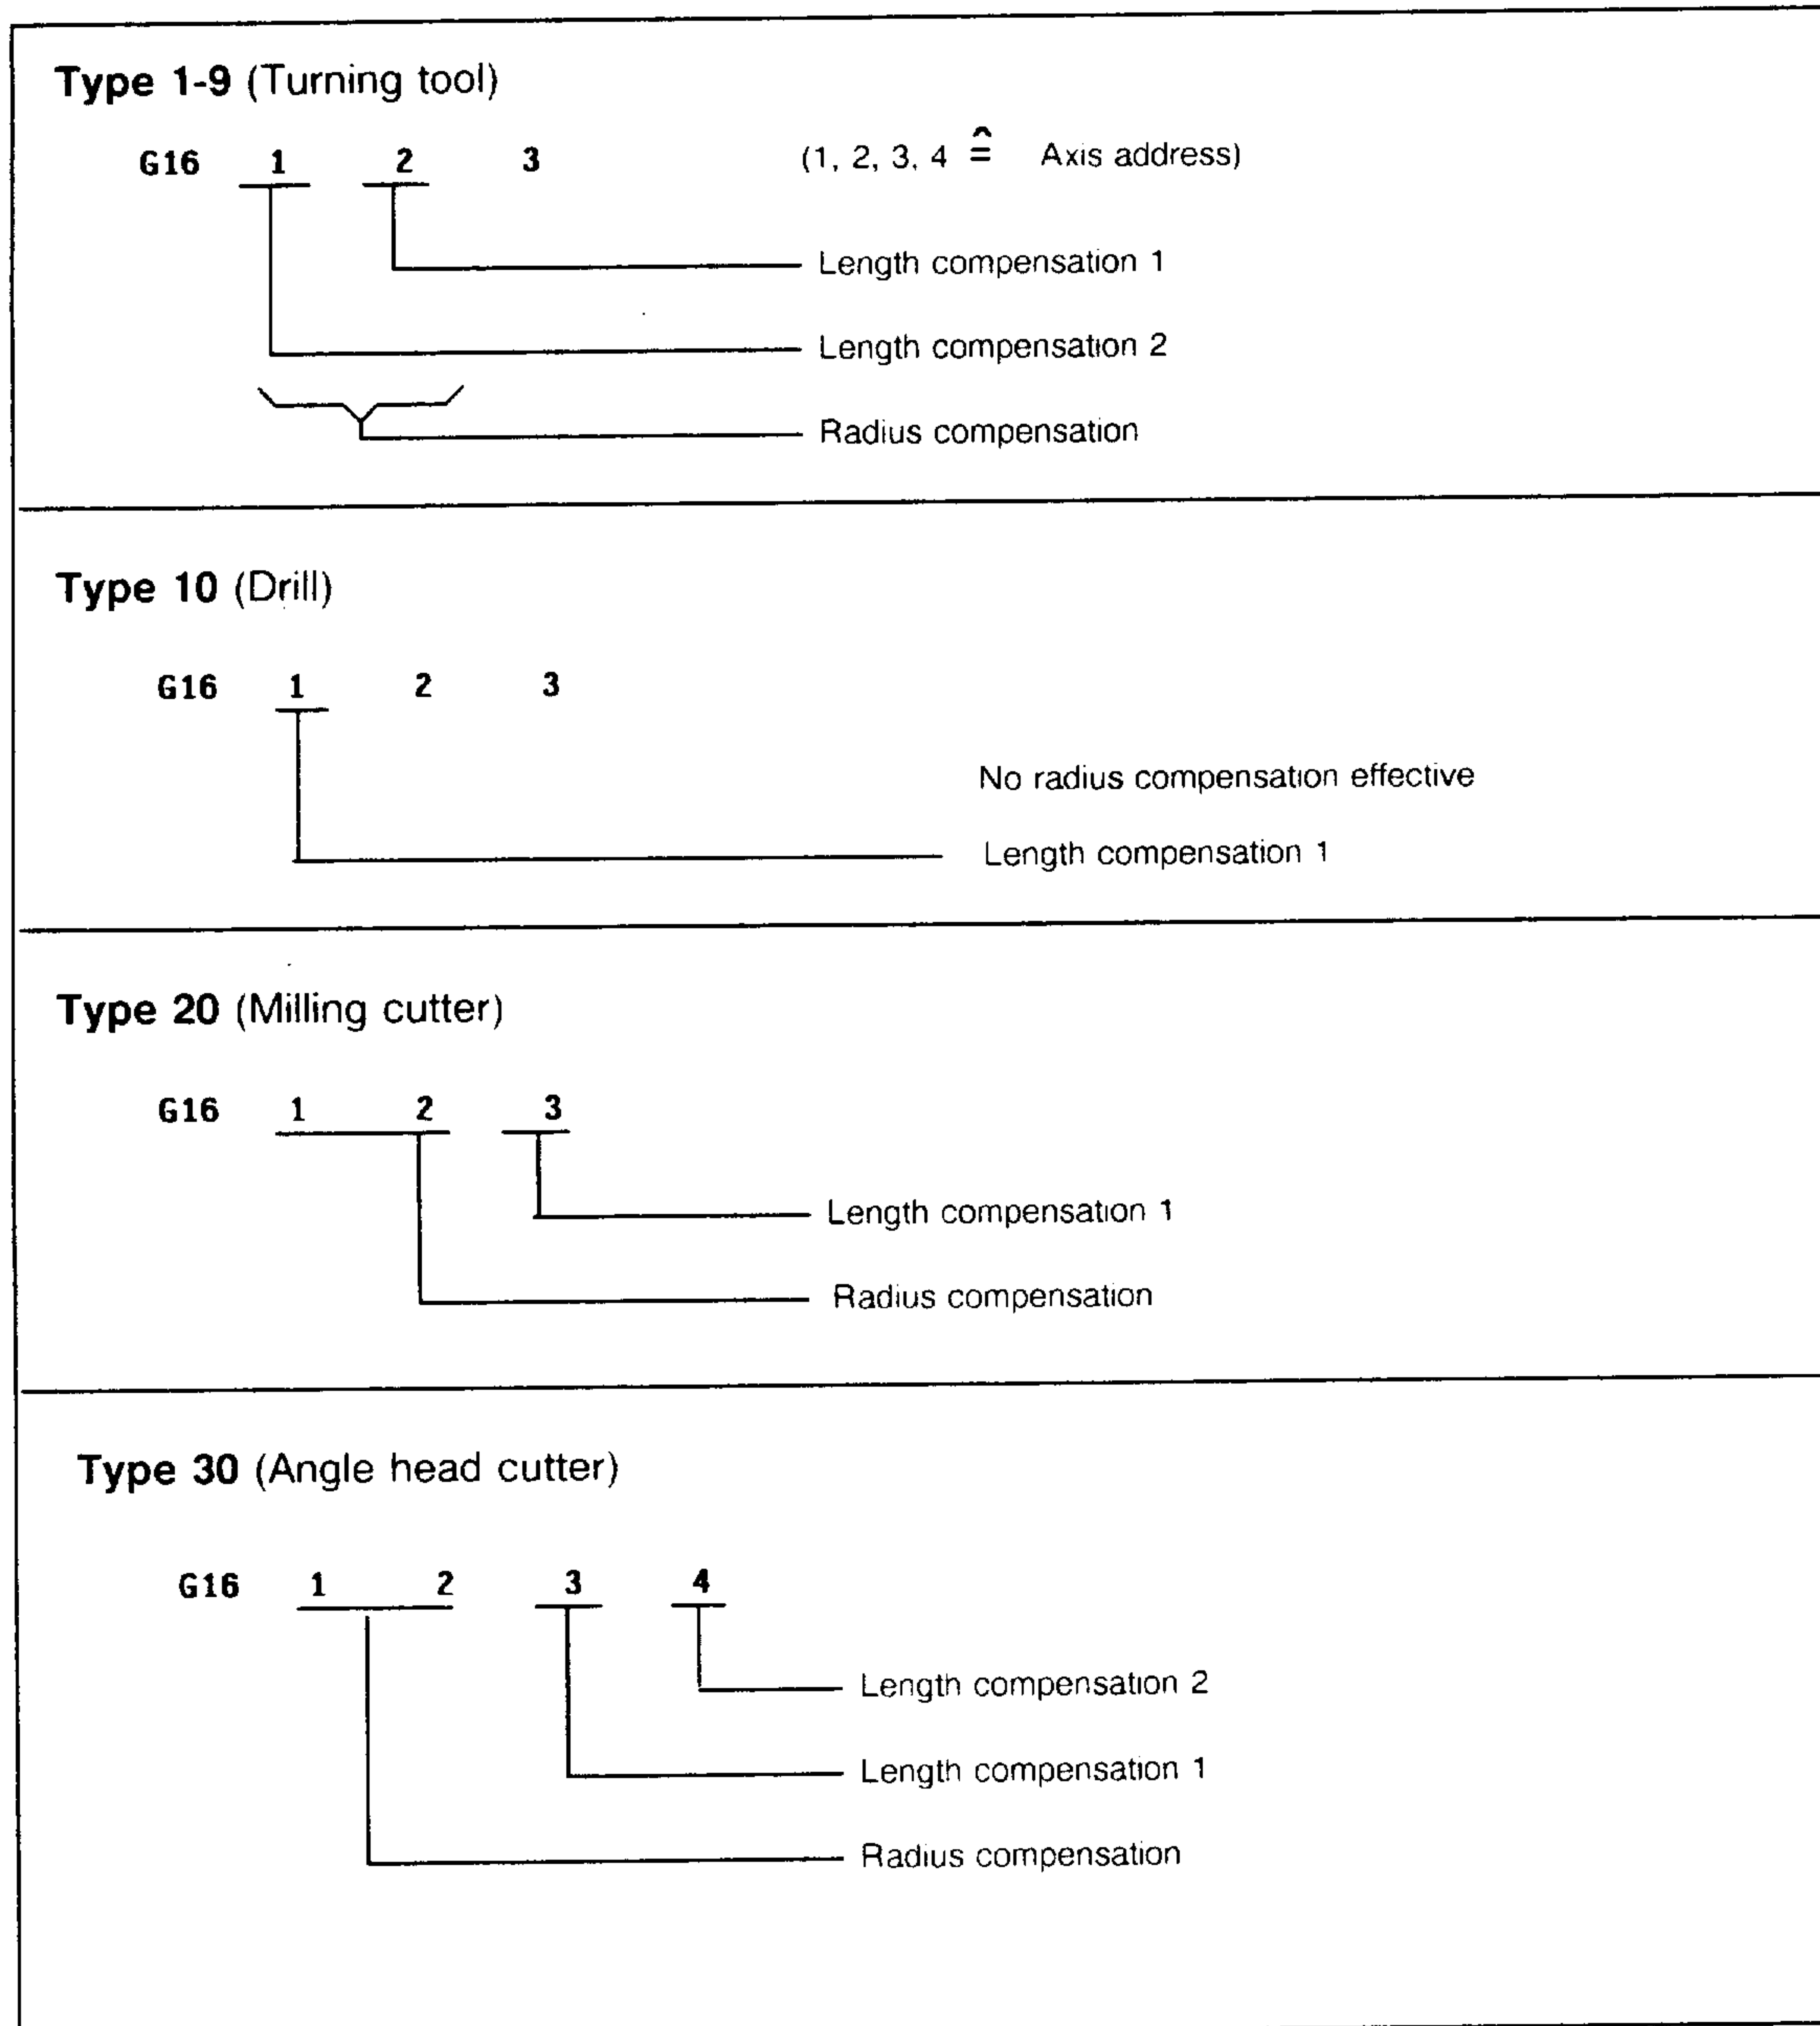 Type 1-9 (Turning tool)
G16 1 2 3 (1, 2, 3, 4 ≙ Axis address)
Length compensation 1
Length compensation 2
Radius compensation
Type 10 (Drill)
G16 1 2 3
No radius compensation effective
Length compensation 1
Type 20 (Milling cutter)
G16 1 2 3
Length compensation 1
Radius compensation
Type 30 (Angle head cutter)
G16 1 2 3 4
Length compensation 2
Length compensation 1
Radius compensation